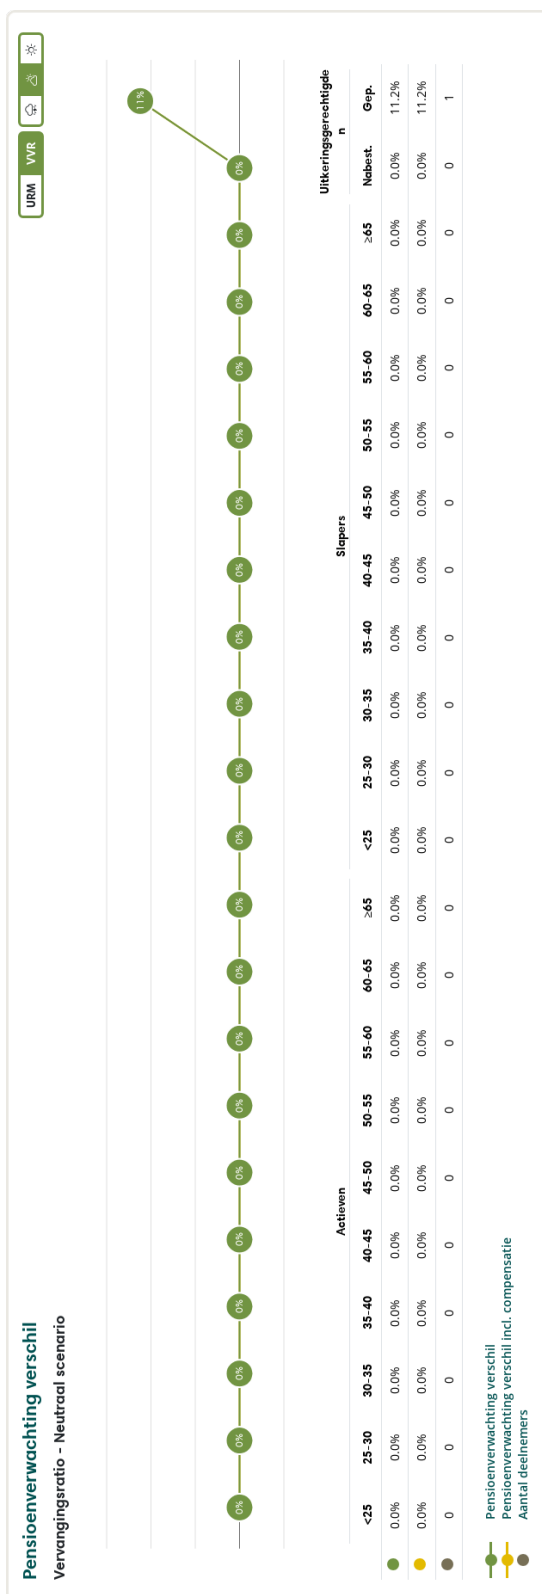 Pensioenverwachting verschil
Vervangingsratio - Neutraal scenario
URM VVR
0% 0% 0% 0% 0% 0% 0% 0% 0% 0% 0% 0% 0% 0% 0% 0% 0% 0% 0% 0% 0% 11%
Actieven Slapers Uitkeringsgerechtigde
n
<25 25-30 30-35 35-40 40-45 45-50 50-55 55-60 60-65 ≥65 <25 25-30 30-35 35-40 40-45 45-50 50-55 55-60 60-65 ≥65 Nabest. Gep.
0.0% 0.0% 0.0% 0.0% 0.0% 0.0% 0.0% 0.0% 0.0% 0.0% 0.0% 0.0% 0.0% 0.0% 0.0% 0.0% 0.0% 0.0% 0.0% 0.0% 0.0% 11.2%
0.0% 0.0% 0.0% 0.0% 0.0% 0.0% 0.0% 0.0% 0.0% 0.0% 0.0% 0.0% 0.0% 0.0% 0.0% 0.0% 0.0% 0.0% 0.0% 0.0% 0.0% 11.2%
0 0 0 0 0 0 0 0 0 0 0 0 0 0 0 0 0 0 0 0 0 1
Pensioenverwachting verschil
Pensioenverwachting verschil incl. compensatie
Aantal deelnemers